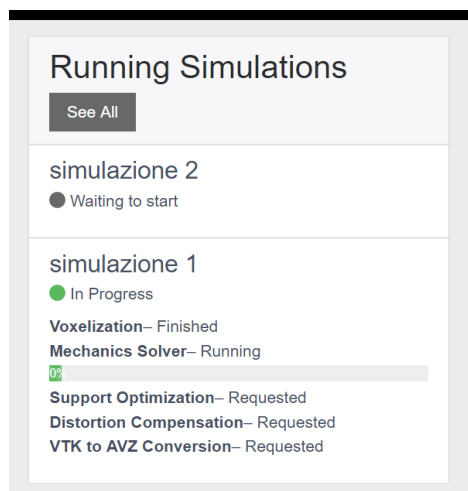 Running Simulations
See All
simulazione 2
Waiting to start
simulazione 1
In Progress
Voxelization– Finished
Mechanics Solver– Running
0%
Support Optimization– Requested
Distortion Compensation– Requested
VTK to AVZ Conversion– Requested